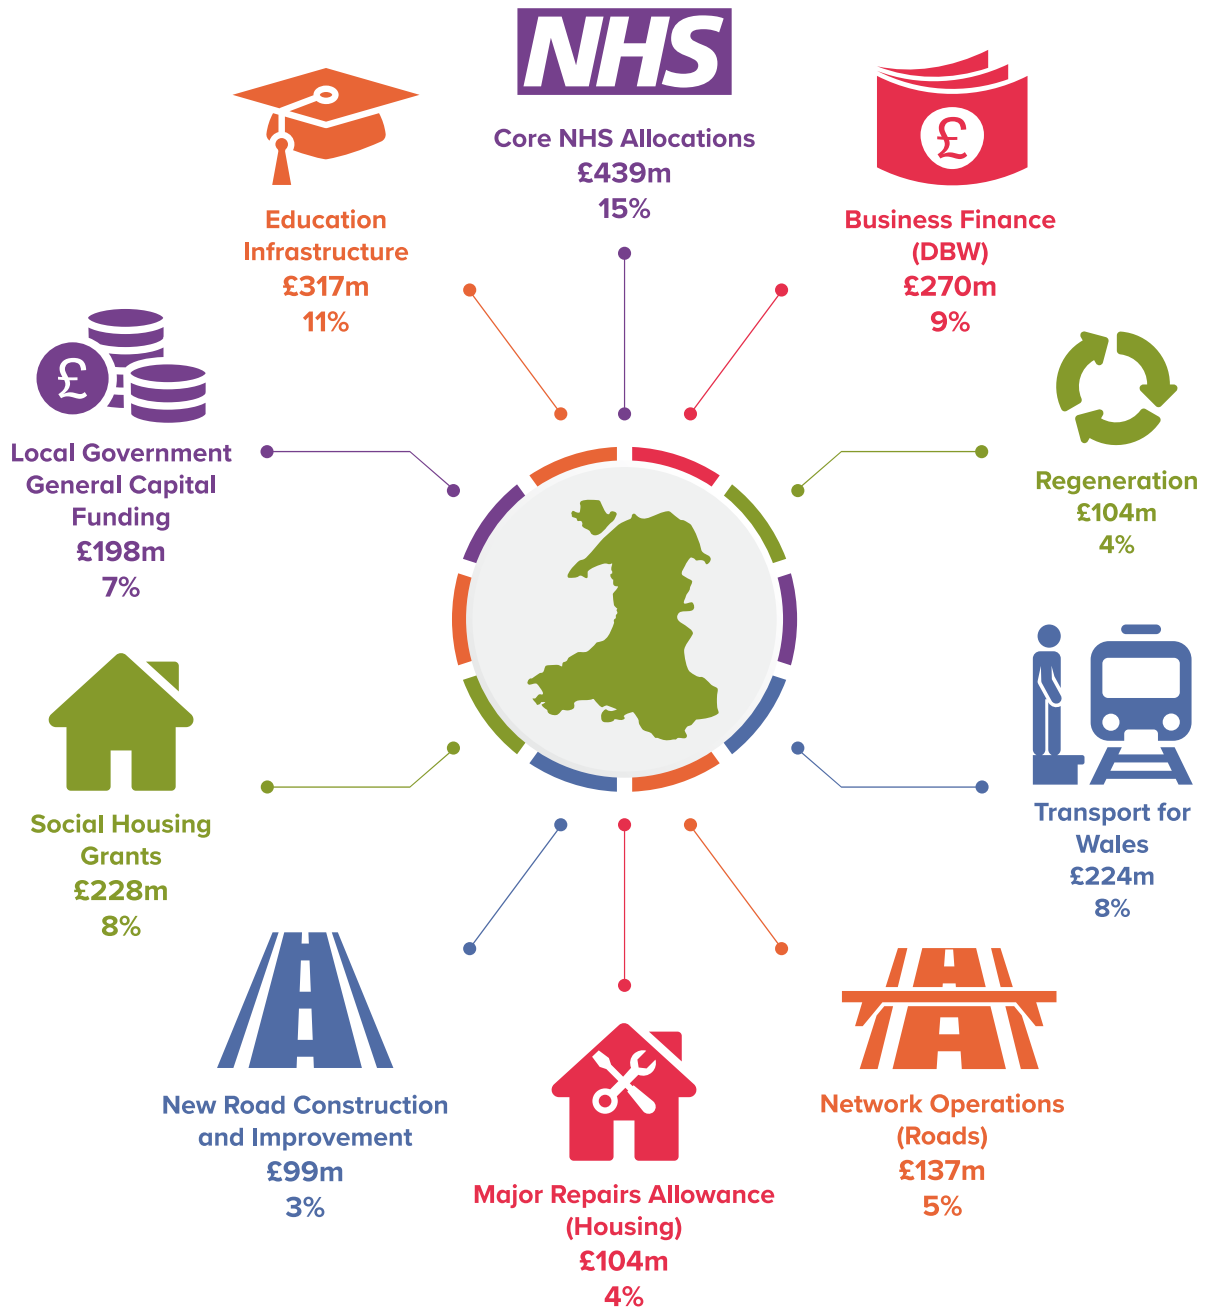 NHS
Core NHS Allocations
£439m
15%
£
Business Finance
(DBW)
£270m
9%
Regeneration
£104m
4%
Transport for
Wales
£224m
8%
Network Operations
(Roads)
£137m
5%
Major Repairs Allowance
(Housing)
£104m
4%
New Road Construction
and Improvement
£99m
3%
Social Housing
Grants
£228m
8%
£
Local Government
General Capital
Funding
£198m
7%
Education
Infrastructure
£317m
11%